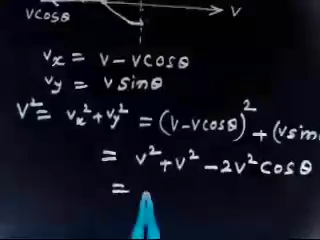 vcosθ
v
vx = v-vcosθ
vy = vsinθ
V² = vx²+vy² = (v-vcosθ)² + (vsin
= v²+v²-2v²cosθ
=